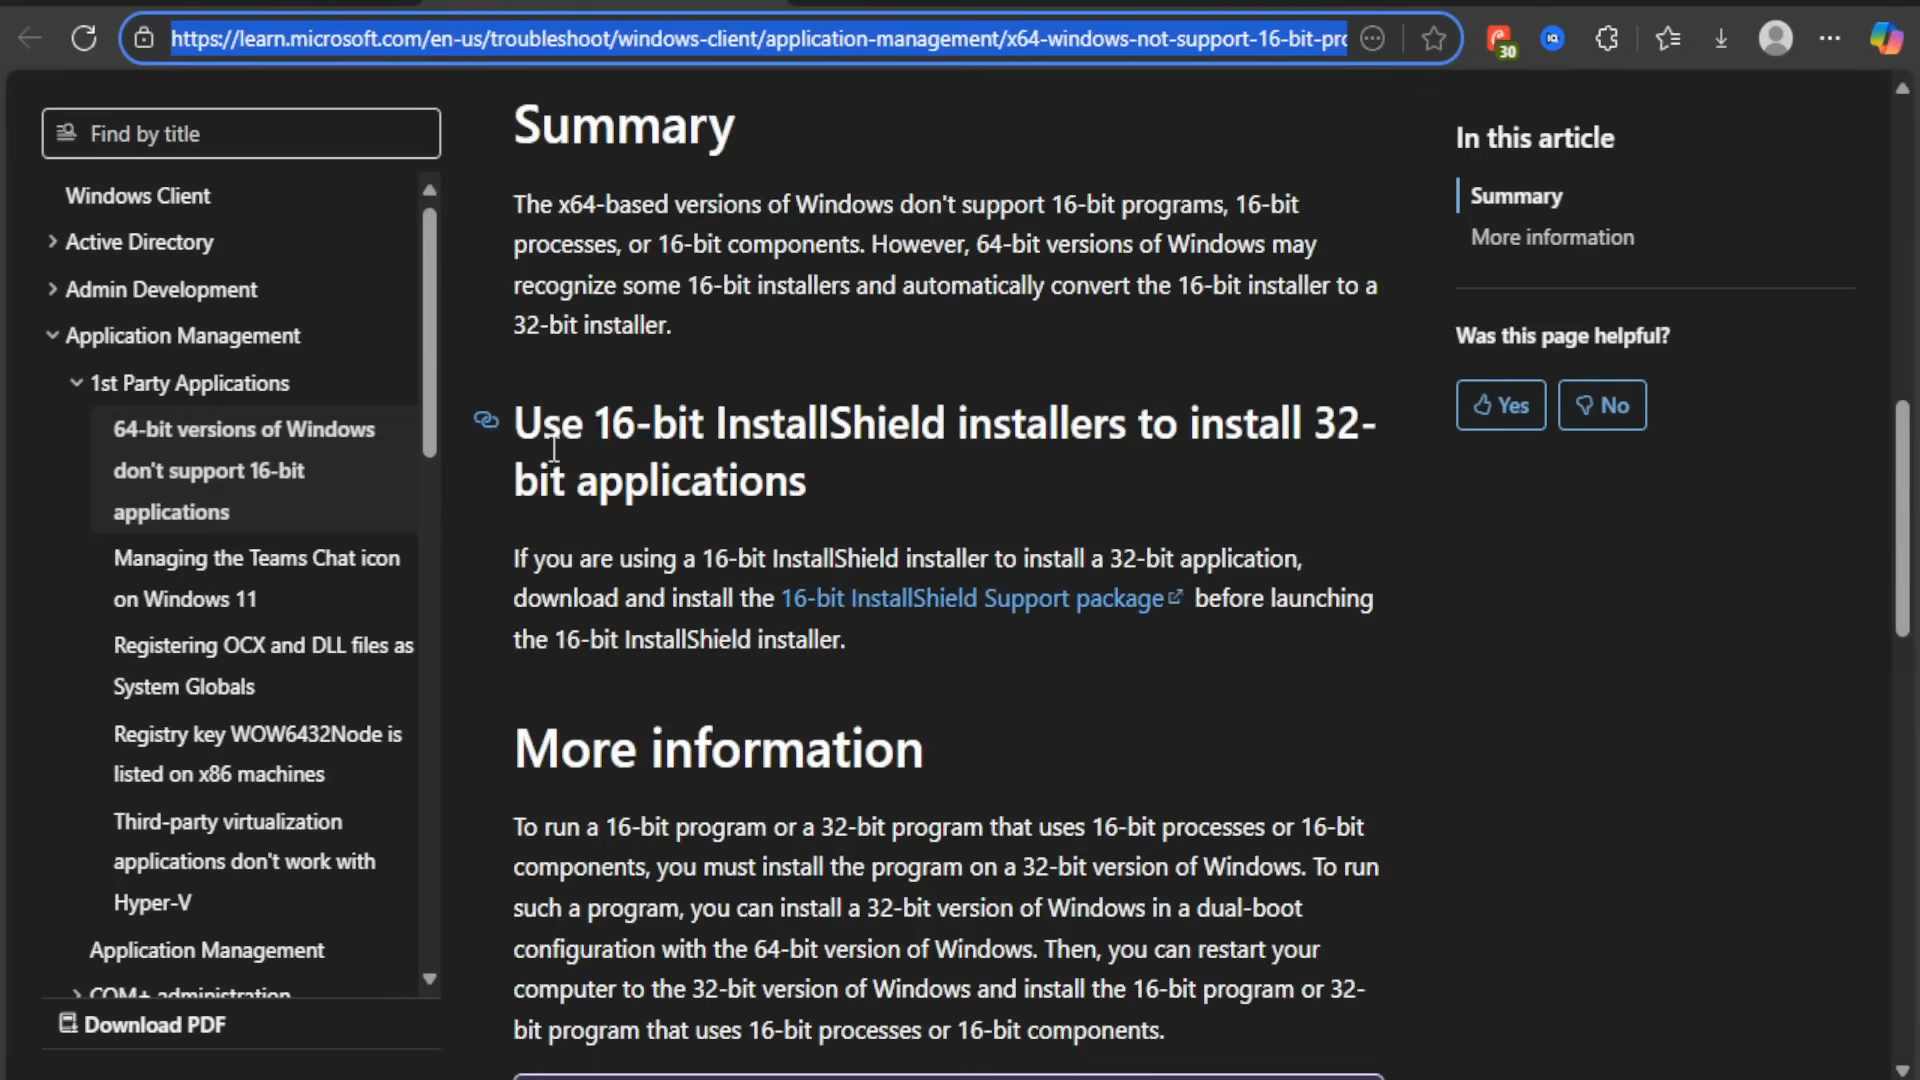 https://learn.microsoft.com/en-us/troubleshoot/windows-client/application-management/x64-windows-not-support-16-bit-prc
30
IQ
Find by title
Windows Client
Active Directory
Admin Development
Application Management
1st Party Applications
64-bit versions of Windows
don't support 16-bit
applications
Managing the Teams Chat icon
on Windows 11
Registering OCX and DLL files as
System Globals
Registry key WOW6432Node is
listed on x86 machines
Third-party virtualization
applications don't work with
Hyper-V
Application Management
COM+ administration
Download PDF
Summary
The x64-based versions of Windows don't support 16-bit programs, 16-bit
processes, or 16-bit components. However, 64-bit versions of Windows may
recognize some 16-bit installers and automatically convert the 16-bit installer to a
32-bit installer.
Use 16-bit InstallShield installers to install 32-
bit applications
If you are using a 16-bit InstallShield installer to install a 32-bit application,
download and install the 16-bit InstallShield Support package before launching
the 16-bit InstallShield installer.
More information
To run a 16-bit program or a 32-bit program that uses 16-bit processes or 16-bit
components, you must install the program on a 32-bit version of Windows. To run
such a program, you can install a 32-bit version of Windows in a dual-boot
configuration with the 64-bit version of Windows. Then, you can restart your
computer to the 32-bit version of Windows and install the 16-bit program or 32-
bit program that uses 16-bit processes or 16-bit components.
In this article
Summary
More information
Was this page helpful?
Yes
No